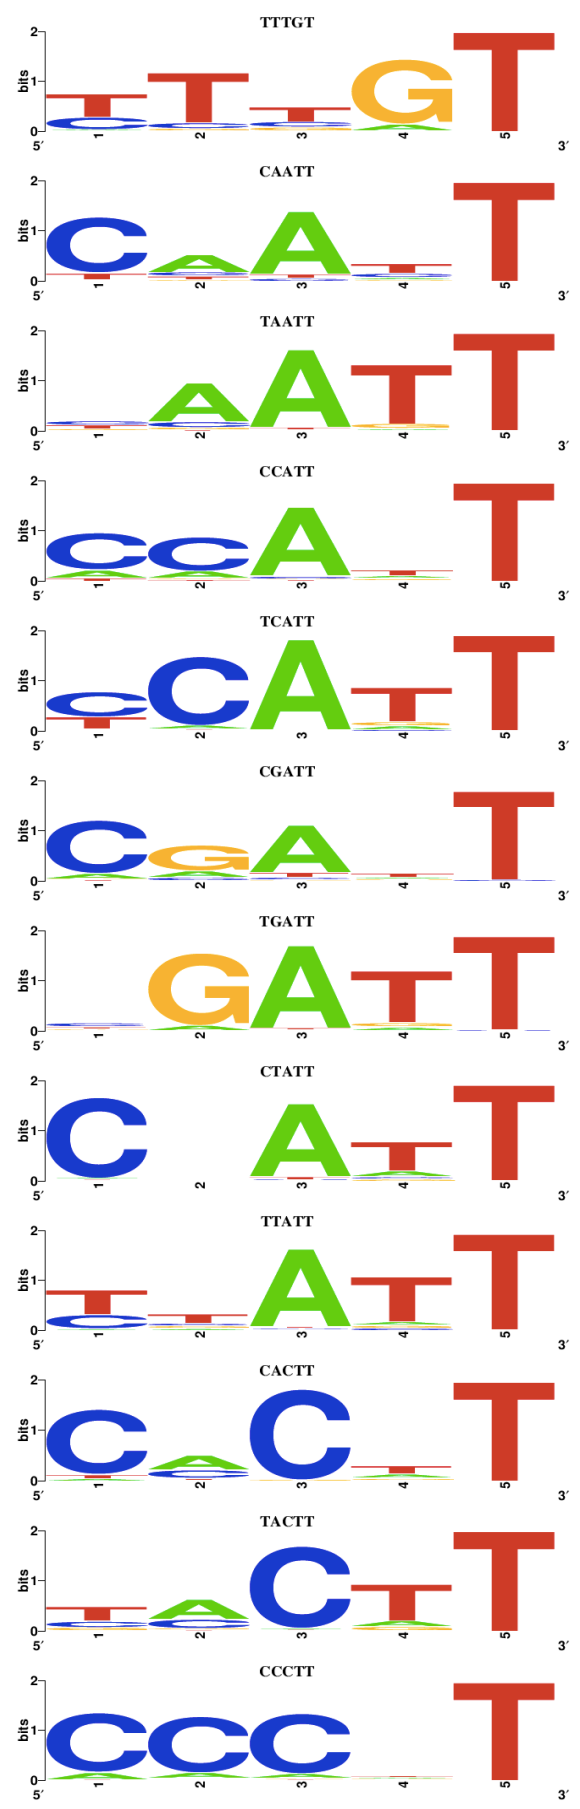 TTTGT
2
bits
1
0
T T T G T
C
5′ 1 2 3 4 5 3′
CAATT
2
bits
1
0
C A A T T
5′ 1 2 3 4 5 3′
TAATT
2
bits
1
0
A A T T
5′ 1 2 3 4 5 3′
CCATT
2
bits
1
0
C C A T T
5′ 1 2 3 4 5 3′
TCATT
2
bits
1
0
C C A T T
T
5′ 1 2 3 4 5 3′
CGATT
2
bits
1
0
C G A T T
5′ 1 2 3 4 5 3′
TGATT
2
bits
1
0
G A T T
5′ 1 2 3 4 5 3′
CTATT
2
bits
1
0
C A T T
5′ 1 2 3 4 5 3′
TTATT
2
bits
1
0
T T A T T
C
5′ 1 2 3 4 5 3′
CACTT
2
bits
1
0
C A C T T
5′ 1 2 3 4 5 3′
TACTT
2
bits
1
0
T A C T T
5′ 1 2 3 4 5 3′
CCCTT
2
bits
1
0
C C C T
1 2 3 4 5
5′ 3′